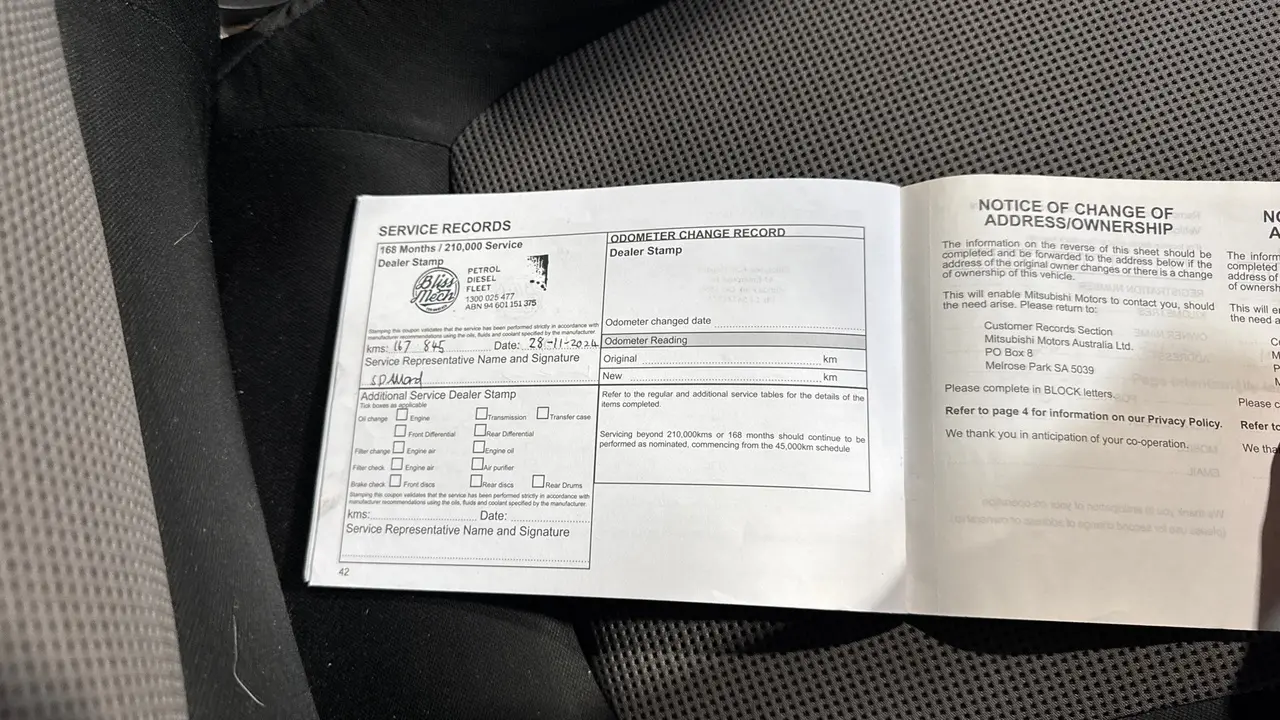 SERVICE RECORDS
168 Months / 210,000 Service
Dealer Stamp
Bliss
Mech
PETROL
DIESEL
FLEET
1300 025 477
ABN 94 601 151 375
Stamping this coupon validates that the service has been performed strictly in accordance with
manufacturer recommendations using the oils, fluids and coolant specified by the manufacturer
kms: 167 845 Date: 28-11-2024
Service Representative Name and Signature
Additional Service Dealer Stamp
Tick boxes as applicable
Oil change Engine Transmission Transfer case
Front Differential Rear Differential
Filter change Engine air Engine oil
Filter check Engine air Air purifier
Brake check Front discs Rear discs Rear Drums
Stamping this coupon validates that the service has been performed strictly in accordance with
manufacturer recommendations using the oils, fluids and coolant specified by the manufacturer.
kms: Date:
Service Representative Name and Signature
42
ODOMETER CHANGE RECORD
Dealer Stamp
Odometer changed date
Odometer Reading
Original km
New km
Refer to the regular and additional service tables for the details of the
items completed.
Servicing beyond 210,000kms or 168 months should continue to be
performed as nominated, commencing from the 45,000km schedule
NOTICE OF CHANGE OF
ADDRESS/OWNERSHIP
The information on the reverse of this sheet should be
completed and be forwarded to the address below if the
address of the original owner changes or there is a change
of ownership of this vehicle.
This will enable Mitsubishi Motors to contact you, should
the need arise. Please return to:
Customer Records Section
Mitsubishi Motors Australia Ltd.
PO Box 8
Melrose Park SA 5039
Please complete in BLOCK letters.
Refer to page 4 for information on our Privacy Policy.
We thank you in anticipation of your co-operation.
The
completed
address of
of
This will
the need
Please
Refer to
We